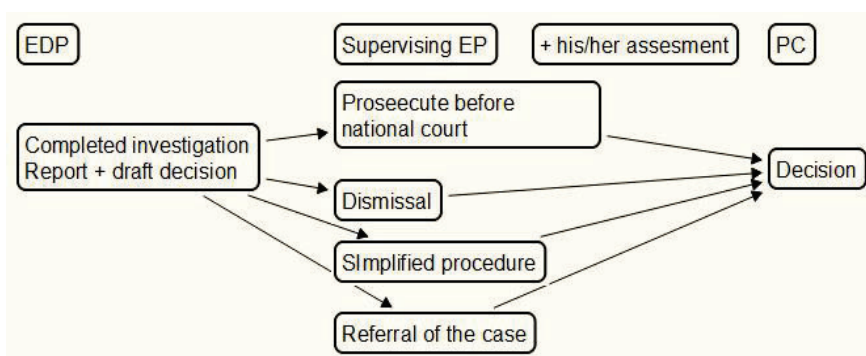 EDP
Supervising EP
+ his/her assesment
PC
Proseecute before
national court
Completed investigation
Report + draft decision
Decision
Dismissal
SImplified procedure
Referral of the case